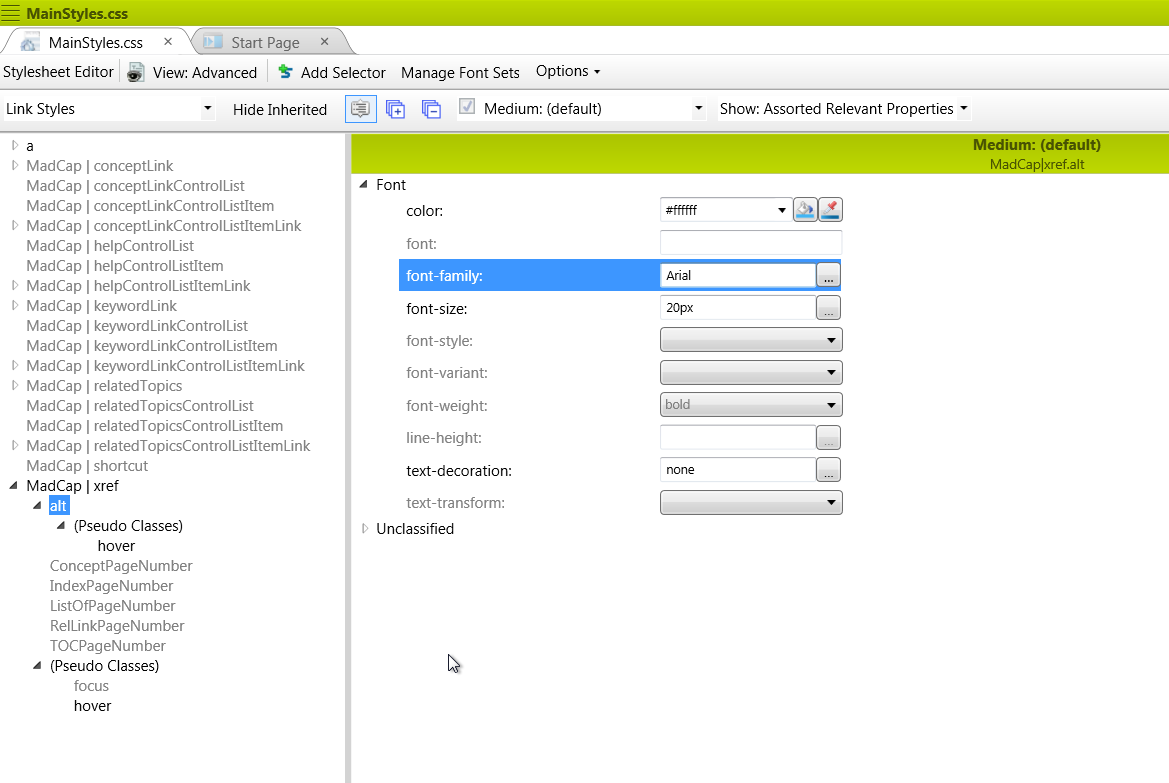 MainStyles.css
MainStyles.css × Start Page ×
Stylesheet Editor View: Advanced Add Selector Manage Font Sets Options
Link Styles Hide Inherited Medium: (default) Show: Assorted Relevant Properties
a
MadCap | conceptLink
MadCap | conceptLinkControlList
MadCap | conceptLinkControlListItem
MadCap | conceptLinkControlListItemLink
MadCap | helpControlList
MadCap | helpControlListItem
MadCap | helpControlListItemLink
MadCap | keywordLink
MadCap | keywordLinkControlList
MadCap | keywordLinkControlListItem
MadCap | keywordLinkControlListItemLink
MadCap | relatedTopics
MadCap | relatedTopicsControlList
MadCap | relatedTopicsControlListItem
MadCap | relatedTopicsControlListItemLink
MadCap | shortcut
MadCap | xref
alt
(Pseudo Classes)
hover
ConceptPageNumber
IndexPageNumber
ListOfPageNumber
RelLinkPageNumber
TOCPageNumber
(Pseudo Classes)
focus
hover
Medium: (default)
MadCap|xref.alt
Font
color: #ffffff
font:
font-family: Arial ...
font-size: 20px ...
font-style:
font-variant:
font-weight: bold
line-height: ...
text-decoration: none ...
text-transform:
Unclassified